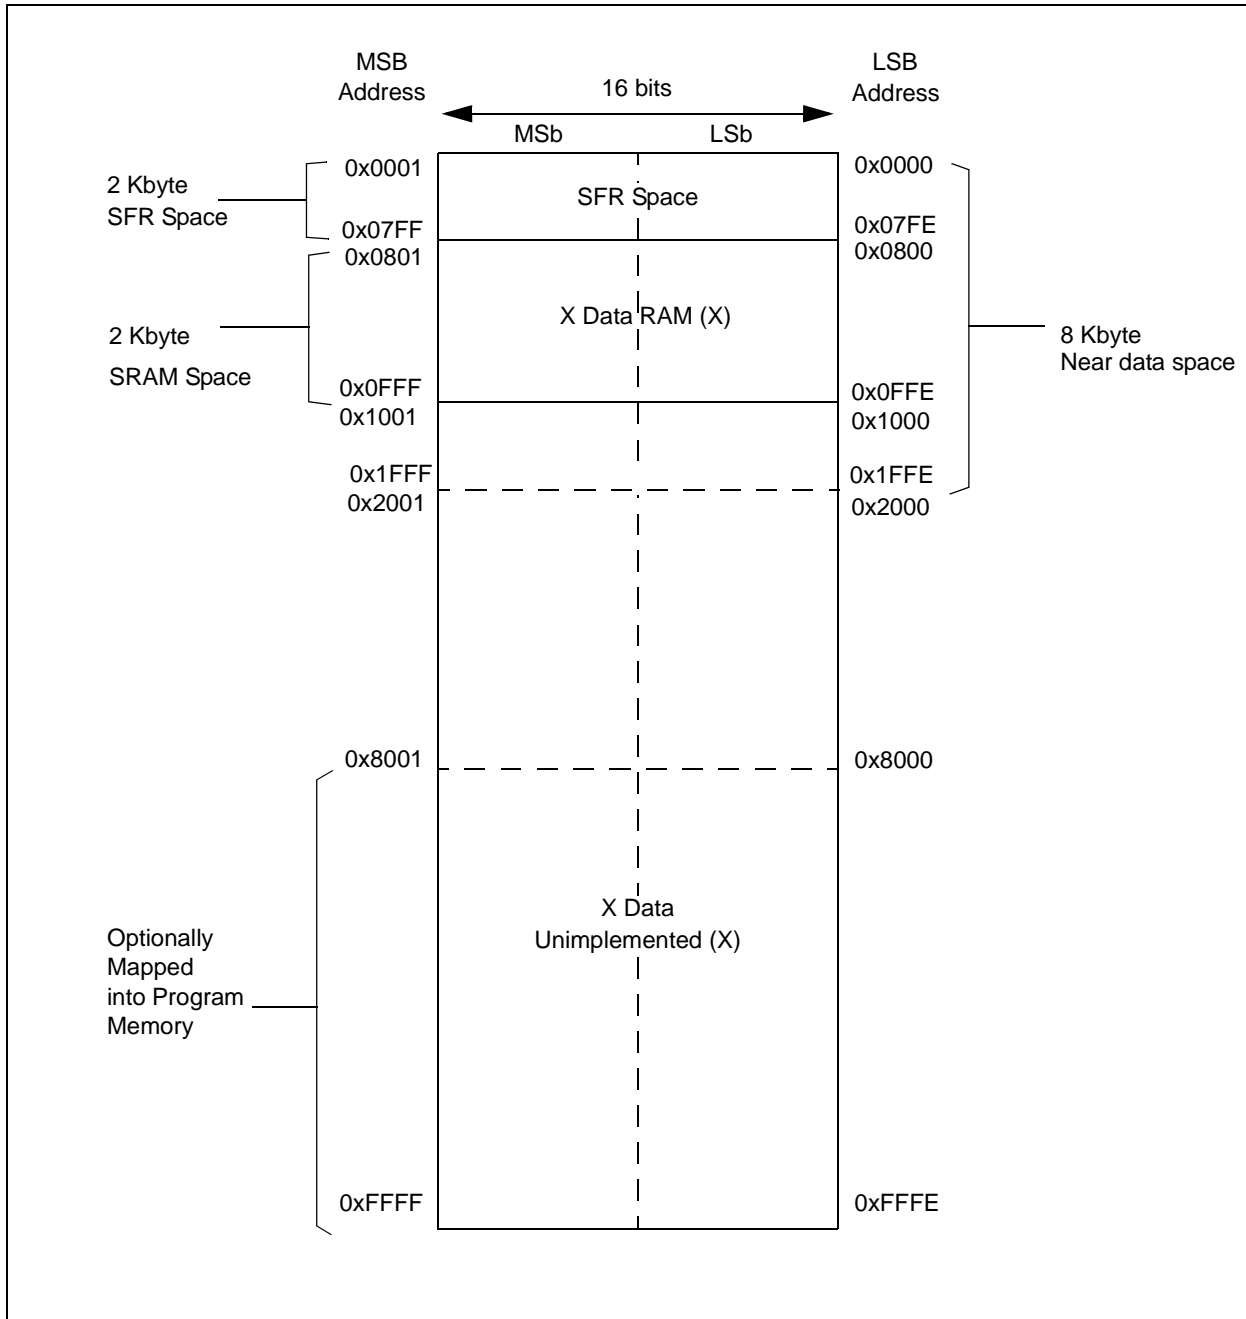 MSB
Address
LSB
Address
16 bits
MSb
LSb
0x0001
0x0000
2 Kbyte
SFR Space
SFR Space
0x07FF
0x07FE
0x0801
0x0800
X Data RAM (X)
2 Kbyte
SRAM Space
8 Kbyte
Near data space
0x0FFF
0x0FFE
0x1001
0x1000
0x1FFF
0x1FFE
0x2001
0x2000
0x8001
0x8000
X Data
Unimplemented (X)
Optionally
Mapped
into Program
Memory
0xFFFF
0xFFFE